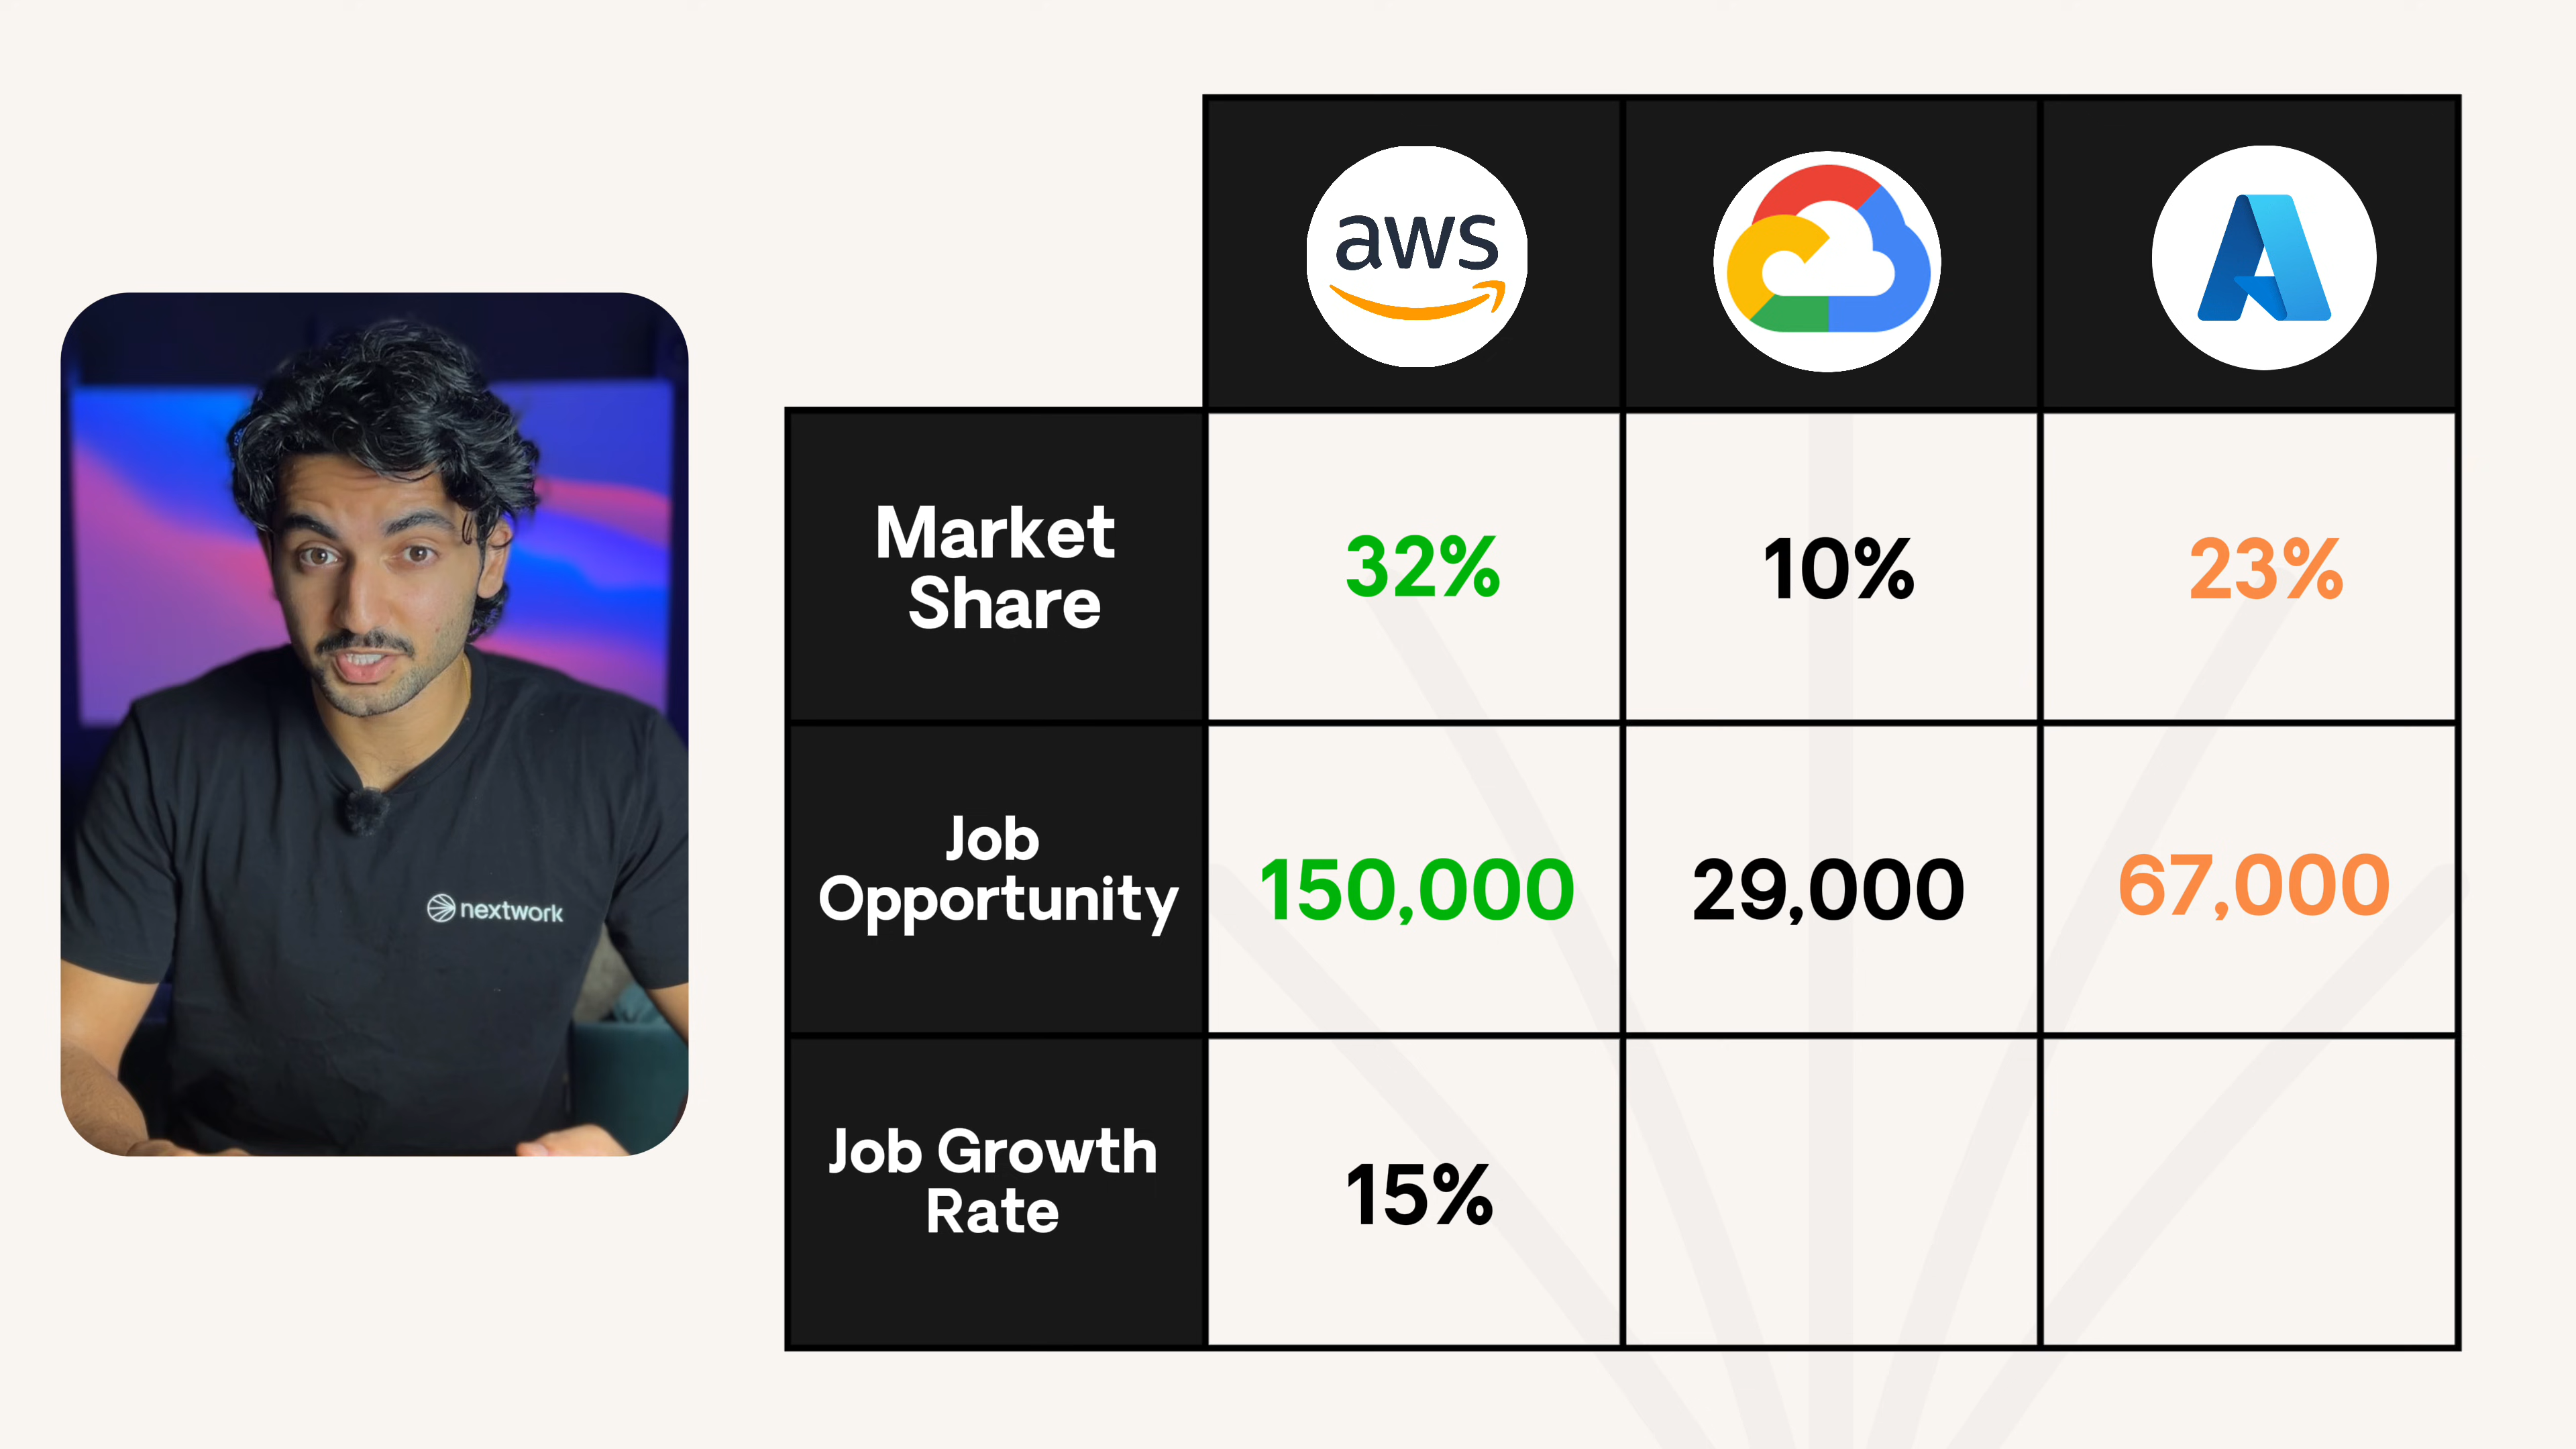 aws
Market
Share
32%
10%
23%
Job
Opportunity
150,000
29,000
67,000
Job Growth
Rate
15%
nextwork